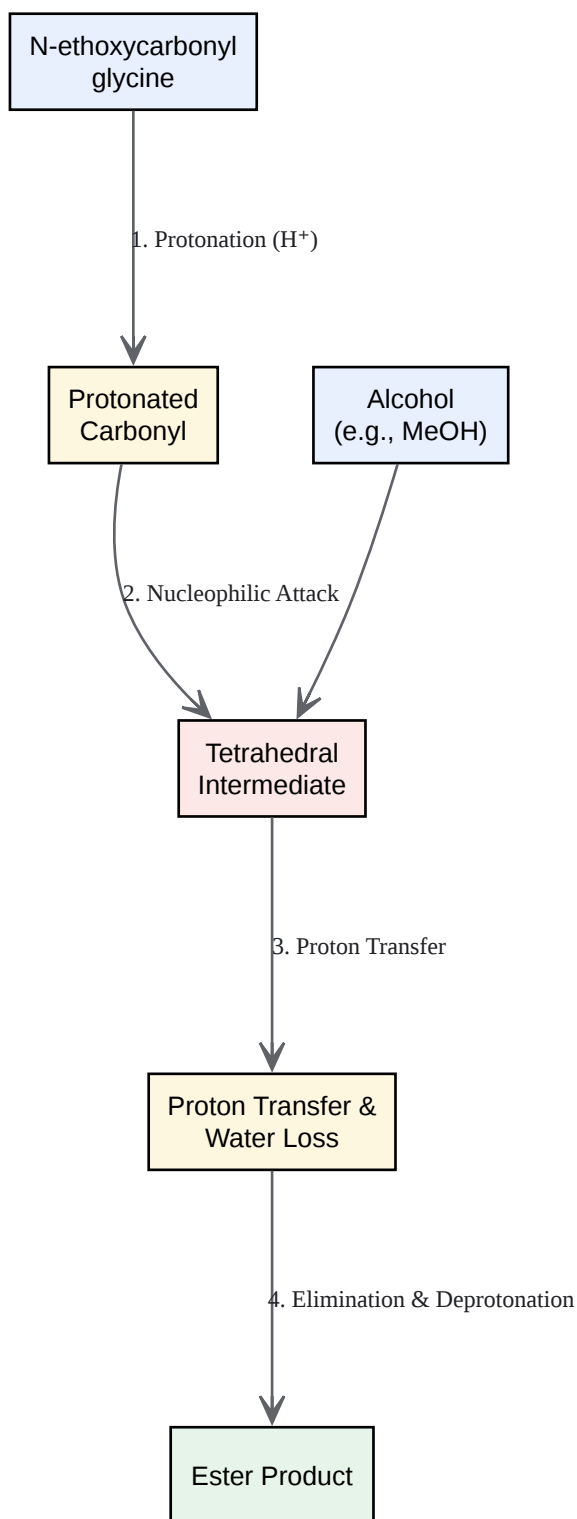 N-ethoxycarbonyl
glycine
1. Protonation (H⁺)
Protonated
Carbonyl
Alcohol
(e.g., MeOH)
2. Nucleophilic Attack
Tetrahedral
Intermediate
3. Proton Transfer
Proton Transfer &
Water Loss
4. Elimination & Deprotonation
Ester Product